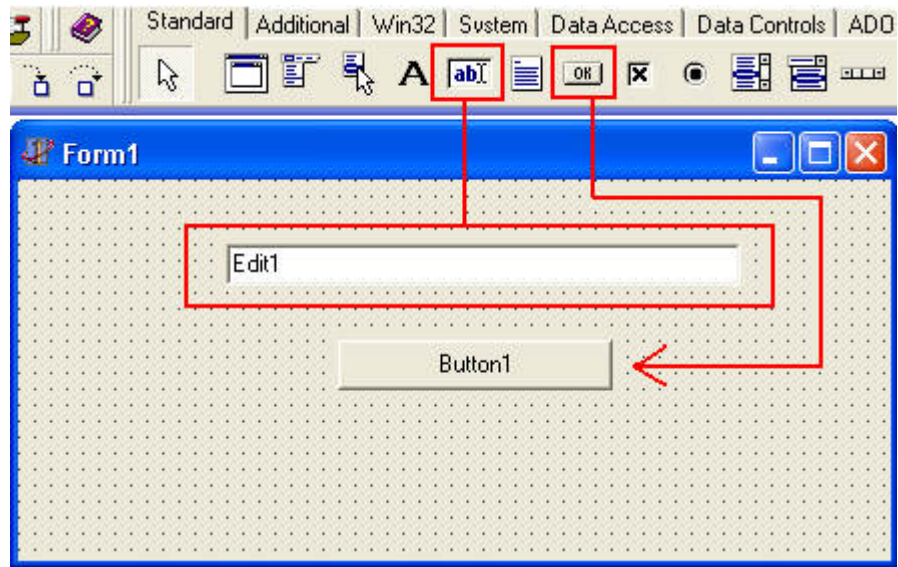 Standard Additional Win32 System Data Access Data Controls ADO
A ab OK
Form1
Edit1
Button1